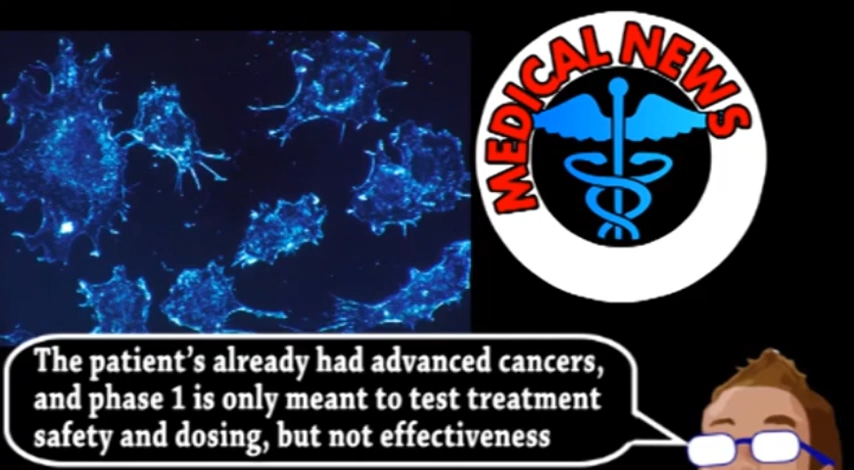 MEDICAL NEWS
The patient's already had advanced cancers,
and phase 1 is only meant to test treatment
safety and dosing, but not effectiveness